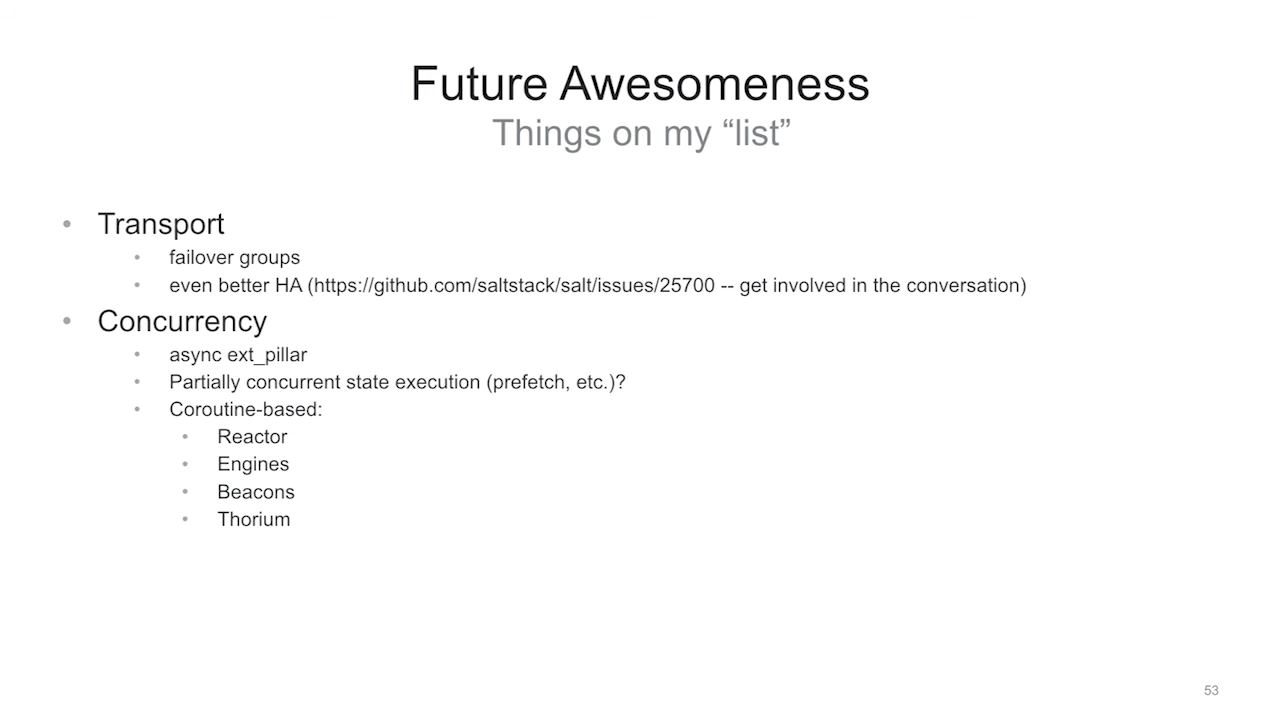 Future Awesomeness
Things on my “list”
• Transport
• failover groups
• even better HA (https://github.com/saltstack/salt/issues/25700 -- get involved in the conversation)
• Concurrency
• async ext_pillar
• Partially concurrent state execution (prefetch, etc.)?
• Coroutine-based:
• Reactor
• Engines
• Beacons
• Thorium
53